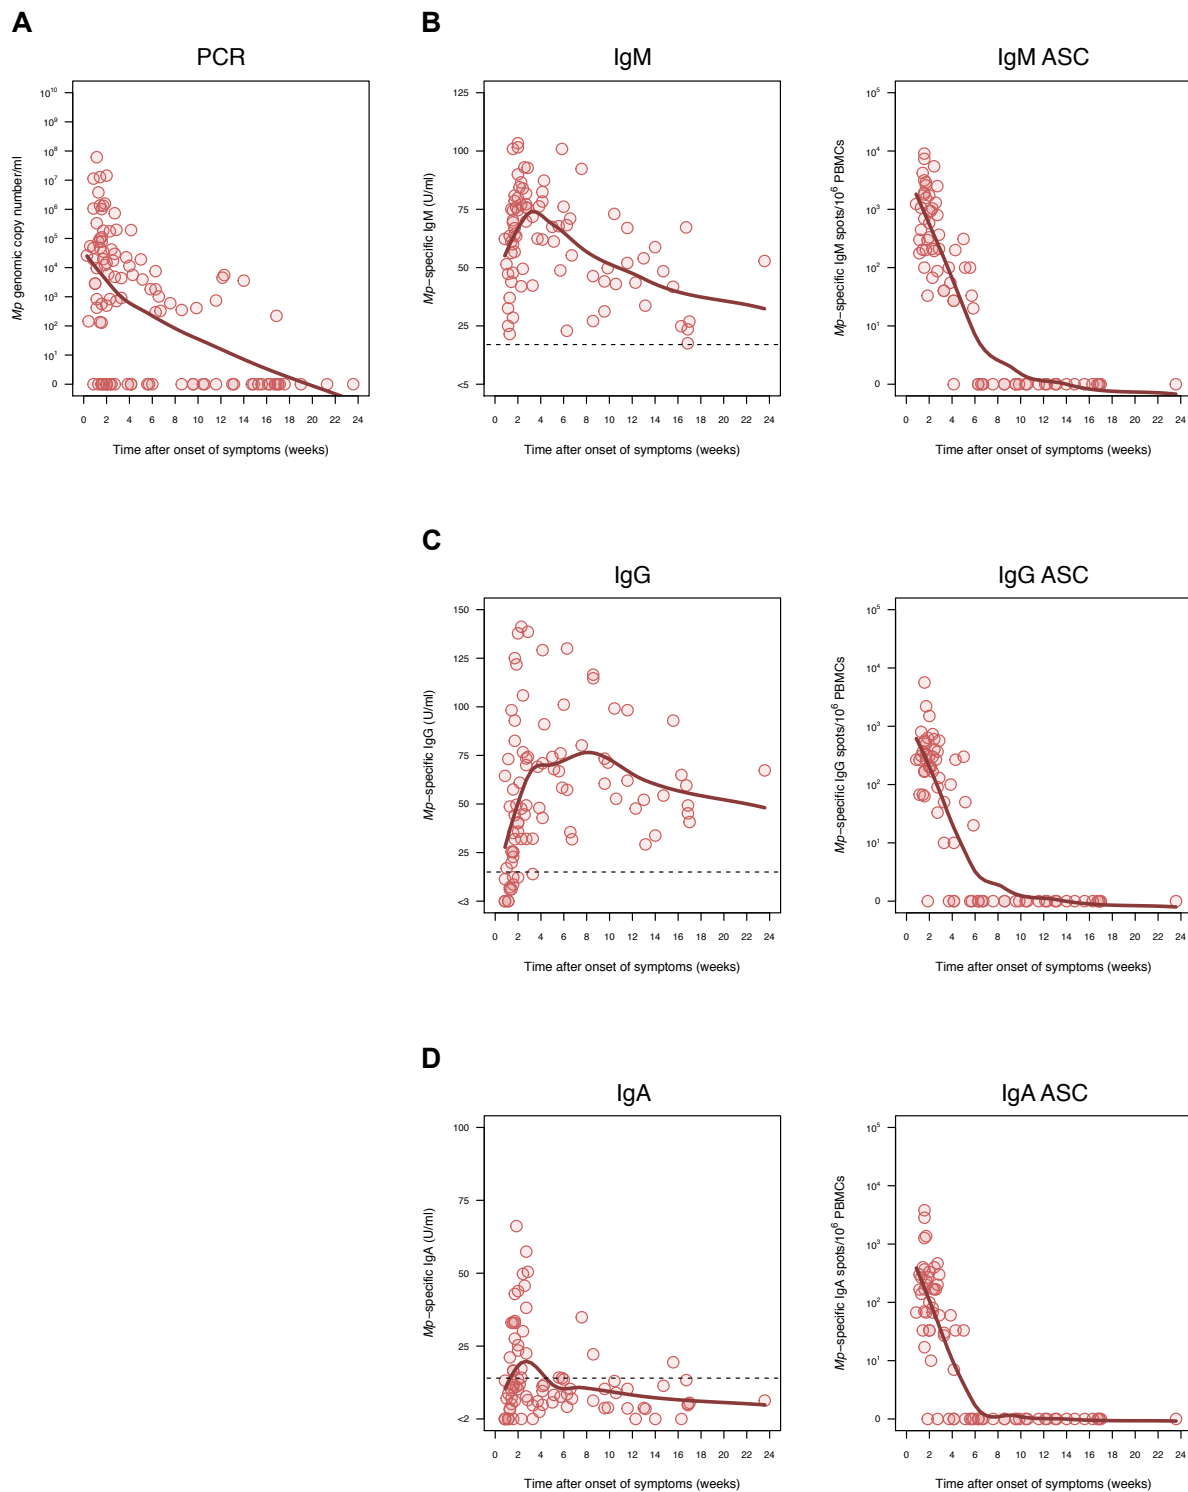 A
B
PCR
IgM
IgM ASC
10¹⁰
10⁹
10⁸
10⁷
10⁶
10⁵
10⁴
10³
10²
10¹
0
Mp genomic copy number/ml
0 2 4 6 8 10 12 14 16 18 20 22 24
Time after onset of symptoms (weeks)
125
100
75
50
25
<5
Mp−specific IgM (U/ml)
0 2 4 6 8 10 12 14 16 18 20 22 24
Time after onset of symptoms (weeks)
10⁵
10⁴
10³
10²
10¹
0
Mp−specific IgM spots/10⁶ PBMCs
0 2 4 6 8 10 12 14 16 18 20 22 24
Time after onset of symptoms (weeks)
C
IgG
IgG ASC
150
125
100
75
50
25
<3
Mp−specific IgG (U/ml)
0 2 4 6 8 10 12 14 16 18 20 22 24
Time after onset of symptoms (weeks)
10⁵
10⁴
10³
10²
10¹
0
Mp−specific IgG spots/10⁶ PBMCs
0 2 4 6 8 10 12 14 16 18 20 22 24
Time after onset of symptoms (weeks)
D
IgA
IgA ASC
100
75
50
25
<2
Mp−specific IgA (U/ml)
0 2 4 6 8 10 12 14 16 18 20 22 24
Time after onset of symptoms (weeks)
10⁵
10⁴
10³
10²
10¹
0
Mp−specific IgA spots/10⁶ PBMCs
0 2 4 6 8 10 12 14 16 18 20 22 24
Time after onset of symptoms (weeks)